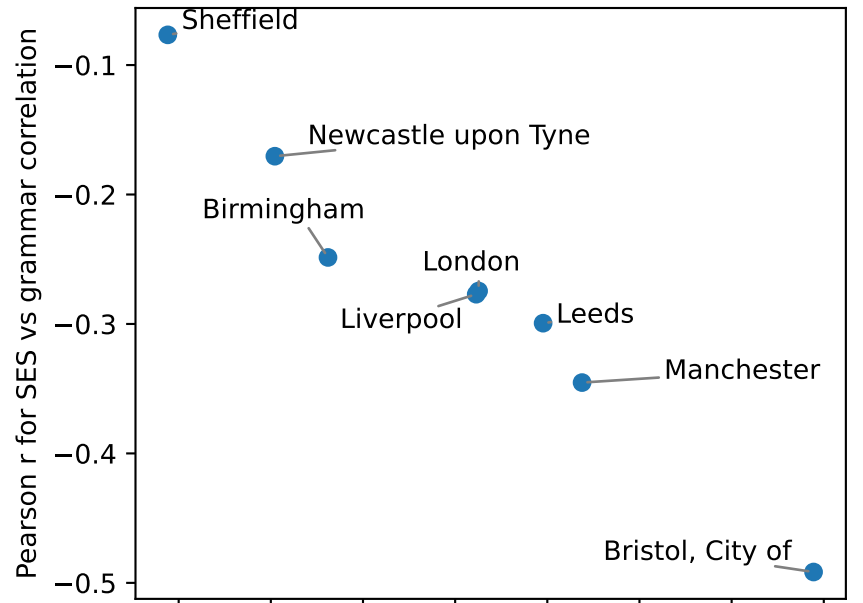 Sheffield
−0.1
Newcastle upon Tyne
−0.2
Birmingham
London
Liverpool
−0.3
Leeds
Manchester
−0.4
Bristol, City of
−0.5
Pearson r for SES vs grammar correlation